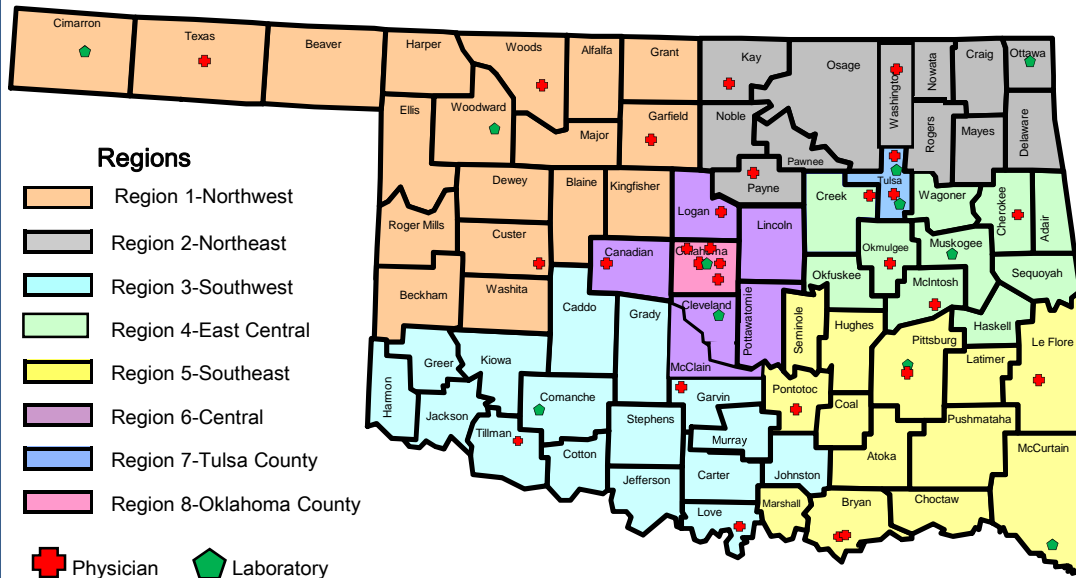 Cimarron
Texas
Beaver
Harper
Woods
Alfalfa
Grant
Kay
Osage
Washington
Nowata
Craig
Ottawa
Ellis
Woodward
Major
Garfield
Noble
Pawnee
Rogers
Mayes
Delaware
Regions
Region 1-Northwest
Region 2-Northeast
Region 3-Southwest
Region 4-East Central
Region 5-Southeast
Region 6-Central
Region 7-Tulsa County
Region 8-Oklahoma County
Physician
Laboratory
Dewey
Blaine
Kingfisher
Logan
Payne
Creek
Tulsa
Wagoner
Cherokee
Adair
Roger Mills
Custer
Canadian
Oklahoma
Lincoln
Okmulgee
Muskogee
Sequoyah
Beckham
Washita
Caddo
Grady
Cleveland
Pottawatomie
Okfuskee
McIntosh
Haskell
Seminole
Hughes
Pittsburg
Latimer
Le Flore
Harmon
Greer
Kiowa
McClain
Comanche
Garvin
Pontotoc
Coal
Pushmataha
Jackson
Tillman
Stephens
Murray
Atoka
McCurtain
Cotton
Jefferson
Carter
Johnston
Love
Marshall
Bryan
Choctaw